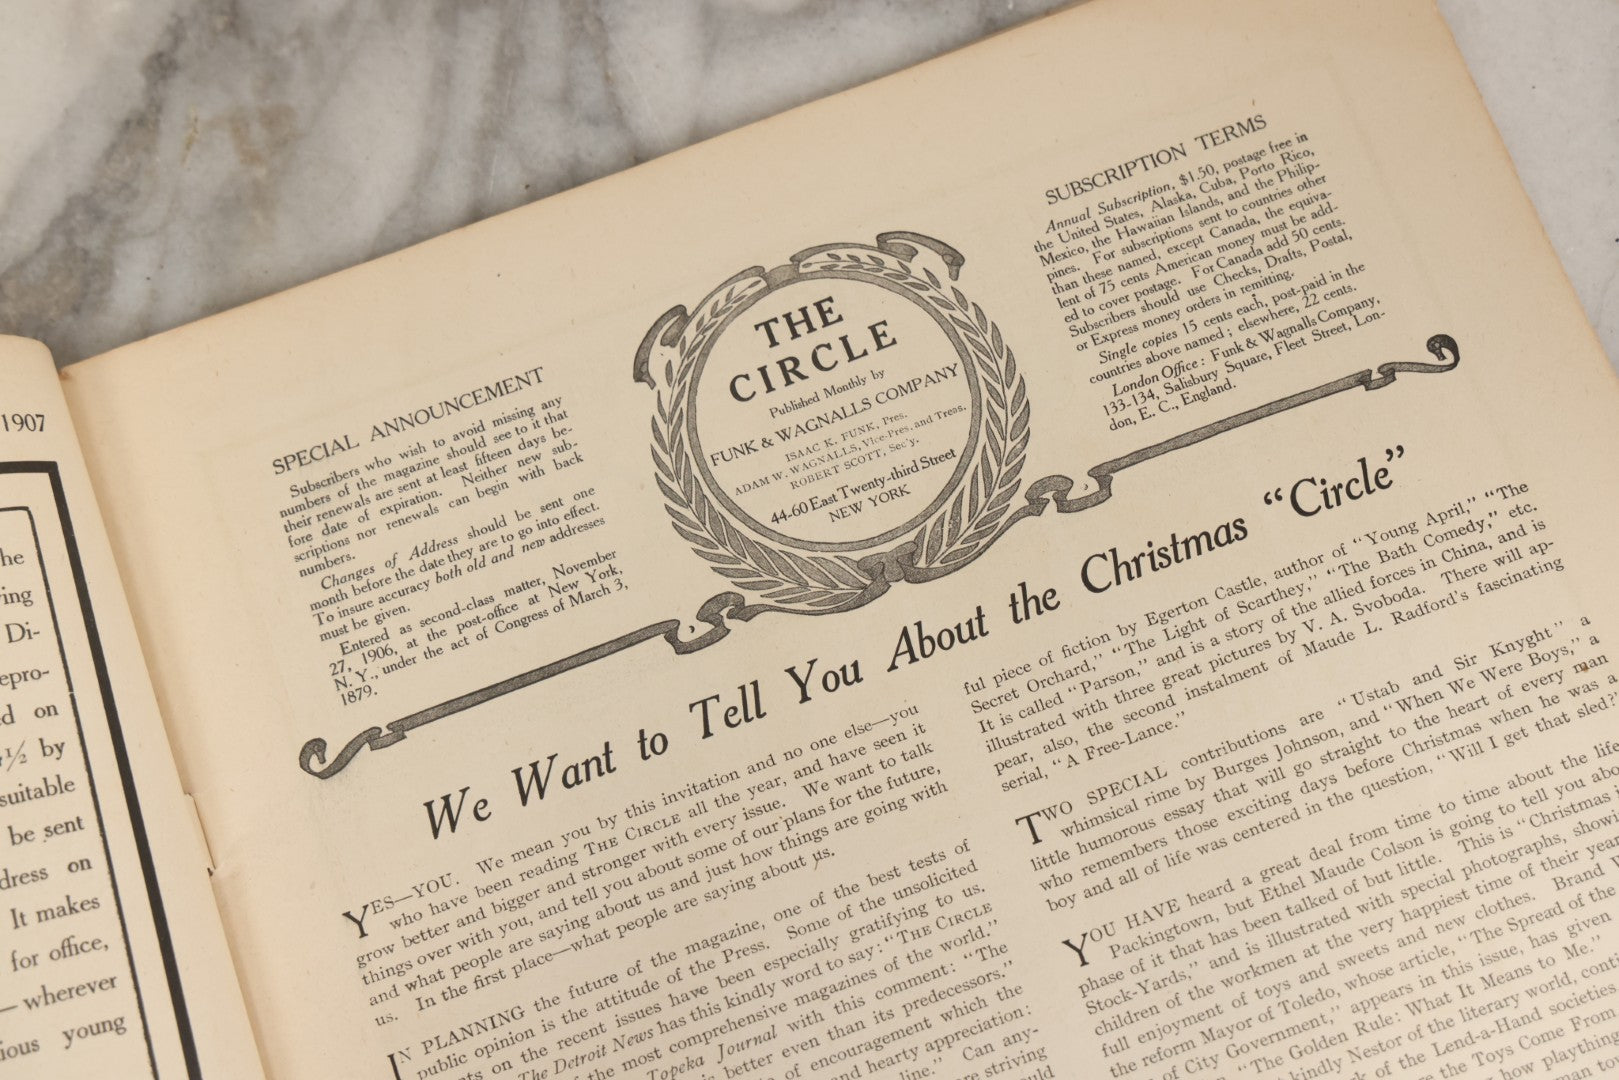 1907
he
ing
Di-
epro-
d on
½ by
suitable
be sent
dress on
It makes
for office,
— wherever
ious young
SPECIAL ANNOUNCEMENT
Subscribers who wish to avoid missing any
numbers of the magazine should see to it that
their renewals are sent at least fifteen days be-
fore date of expiration. Neither new sub-
scriptions nor renewals can begin with back
numbers.
Changes of Address should be sent one
month before the date they are to go into effect.
To insure accuracy both old and new addresses
must be given.
Entered as second-class matter, November
27, 1906, at the post-office at New York,
N. Y., under the act of Congress of March 3,
1879.
THE
CIRCLE
Published Monthly by
FUNK & WAGNALLS COMPANY
ISAAC K. FUNK, Pres.
ADAM W. WAGNALLS, Vice-Pres. and Treas.
ROBERT SCOTT, Sec'y.
44-60 East Twenty-third Street
NEW YORK
SUBSCRIPTION TERMS
Annual Subscription, $1.50, postage free in
the United States, Alaska, Cuba, Porto Rico,
Mexico, the Hawaiian Islands, and the Philip-
pines. For subscriptions sent to countries other
than these named, except Canada, the equiva-
lent of 75 cents American money must be add-
ed to cover postage. For Canada add 50 cents.
Subscribers should use Checks, Drafts, Postal,
or Express money orders in remitting.
Single copies 15 cents each, post-paid in the
countries above named; elsewhere, 22 cents.
London Office: Funk & Wagnalls Company,
133-134, Salisbury Square, Fleet Street, Lon-
don, E. C., England.
We Want to Tell You About the Christmas “Circle”
YES—YOU. We mean you by this invitation and no one else—you
who have been reading THE CIRCLE all the year, and have seen it
grow better and bigger and stronger with every issue. We want to talk
things over with you, and tell you about some of our plans for the future,
and what people are saying about us and just how things are going with
us. In the first place—what people are saying about us.
IN PLANNING the future of the magazine, one of the best tests of
public opinion is the attitude of the Press. Some of the unsolicited
ts on the recent issues have been especially gratifying to us.
The Detroit News has this kindly word to say: “THE CIRCLE
the most comprehensive magazines of the world.”
Topeka Journal with this comment: “The
better even than its predecessors.”
of encouragement which the
and hearty appreciation:
line.” Can any-
re striving
ould
ful piece of fiction by Egerton Castle, author of “Young April,” “The
Secret Orchard,” “The Light of Scarthey,” “The Bath Comedy,” etc.
It is called “Parson,” and is a story of the allied forces in China, and is
illustrated with three great pictures by V. A. Svoboda. There will ap-
pear, also, the second instalment of Maude L. Radford's fascinating
serial, “A Free-Lance.”
TWO SPECIAL contributions are “Ustab and Sir Knyght” a
whimsical rime by Burges Johnson, and “When We Were Boys,” a
little humorous essay that will go straight to the heart of every man
who remembers those exciting days before Christmas when he was a
boy and all of life was centered in the question, “Will I get that sled?”
YOU HAVE heard a great deal from time to time about the life
Packingtown, but Ethel Maude Colson is going to tell you abou
phase of it that has been talked of but little. This is “Christmas i
Stock-Yards,” and is illustrated with special photographs, showi
children of the workmen at the very happiest time of their year
full enjoyment of toys and sweets and new clothes. Brand W
the reform Mayor of Toledo, whose article, “The Spread of the
of City Government,” appears in this issue, has given
“The Golden Rule: What It Means to Me.”
kindly Nestor of the literary world, conti
k of the Lend-a-Hand societies
re the Toys Come From
how plaything
man to